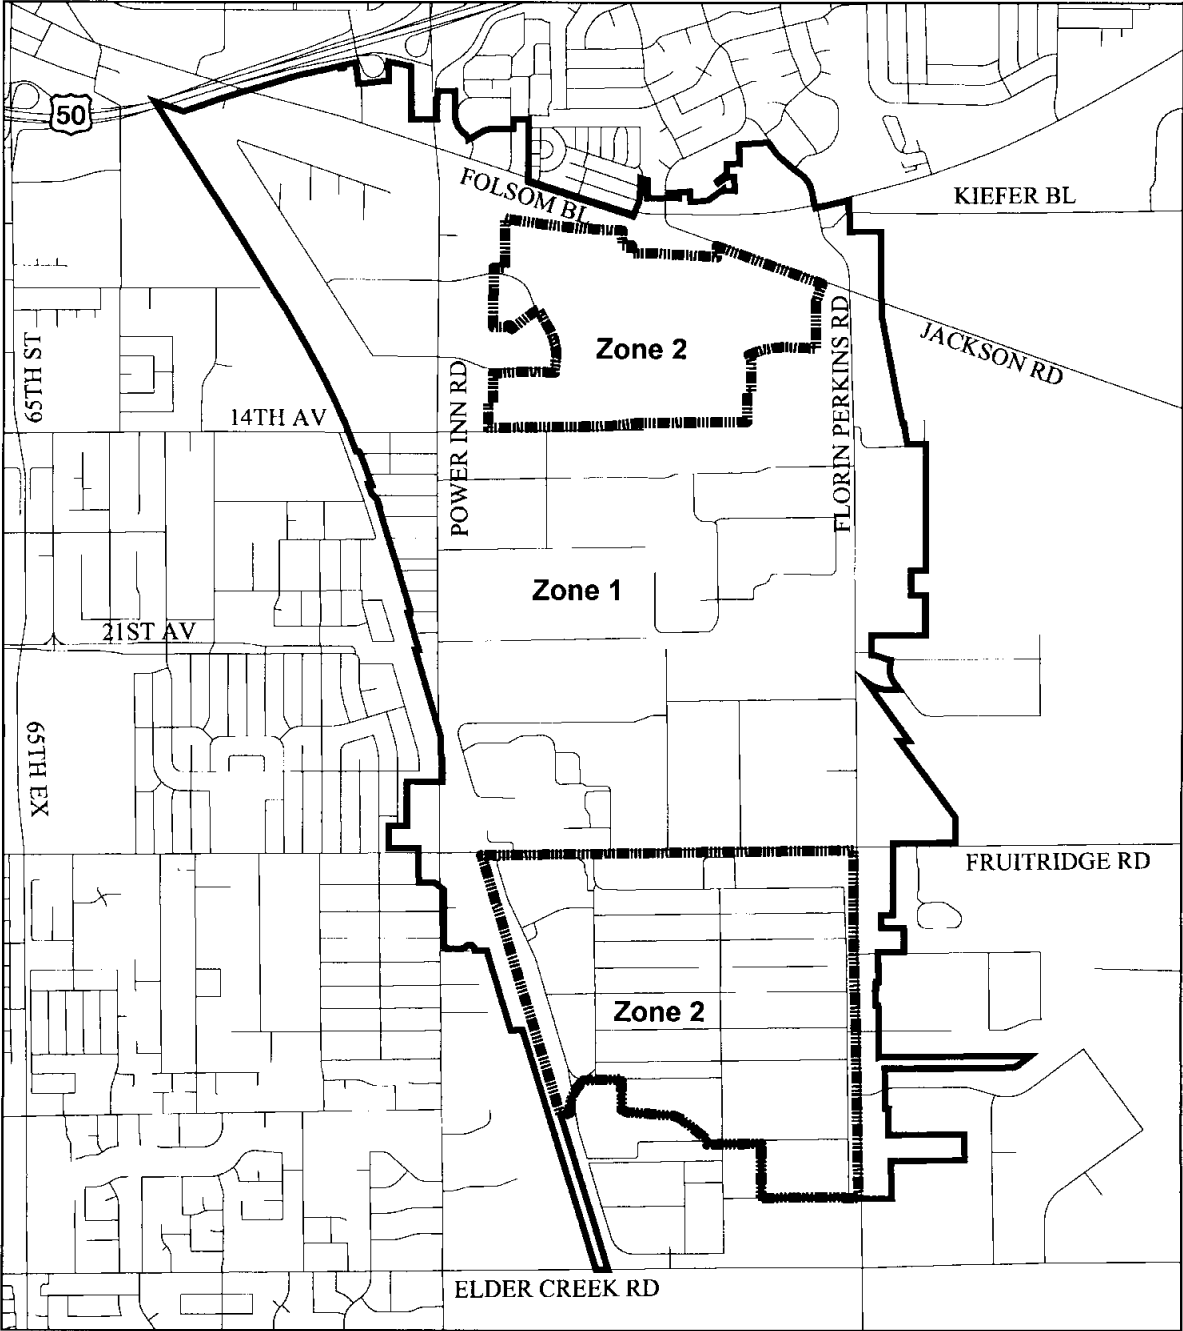 50
FOLSOM BL
KIEFER BL
Zone 2
JACKSON RD
65TH ST
14TH AV
POWER INN RD
FLORIN PERKINS RD
Zone 1
21ST AV
65TH EX
FRUITRIDGE RD
Zone 2
ELDER CREEK RD